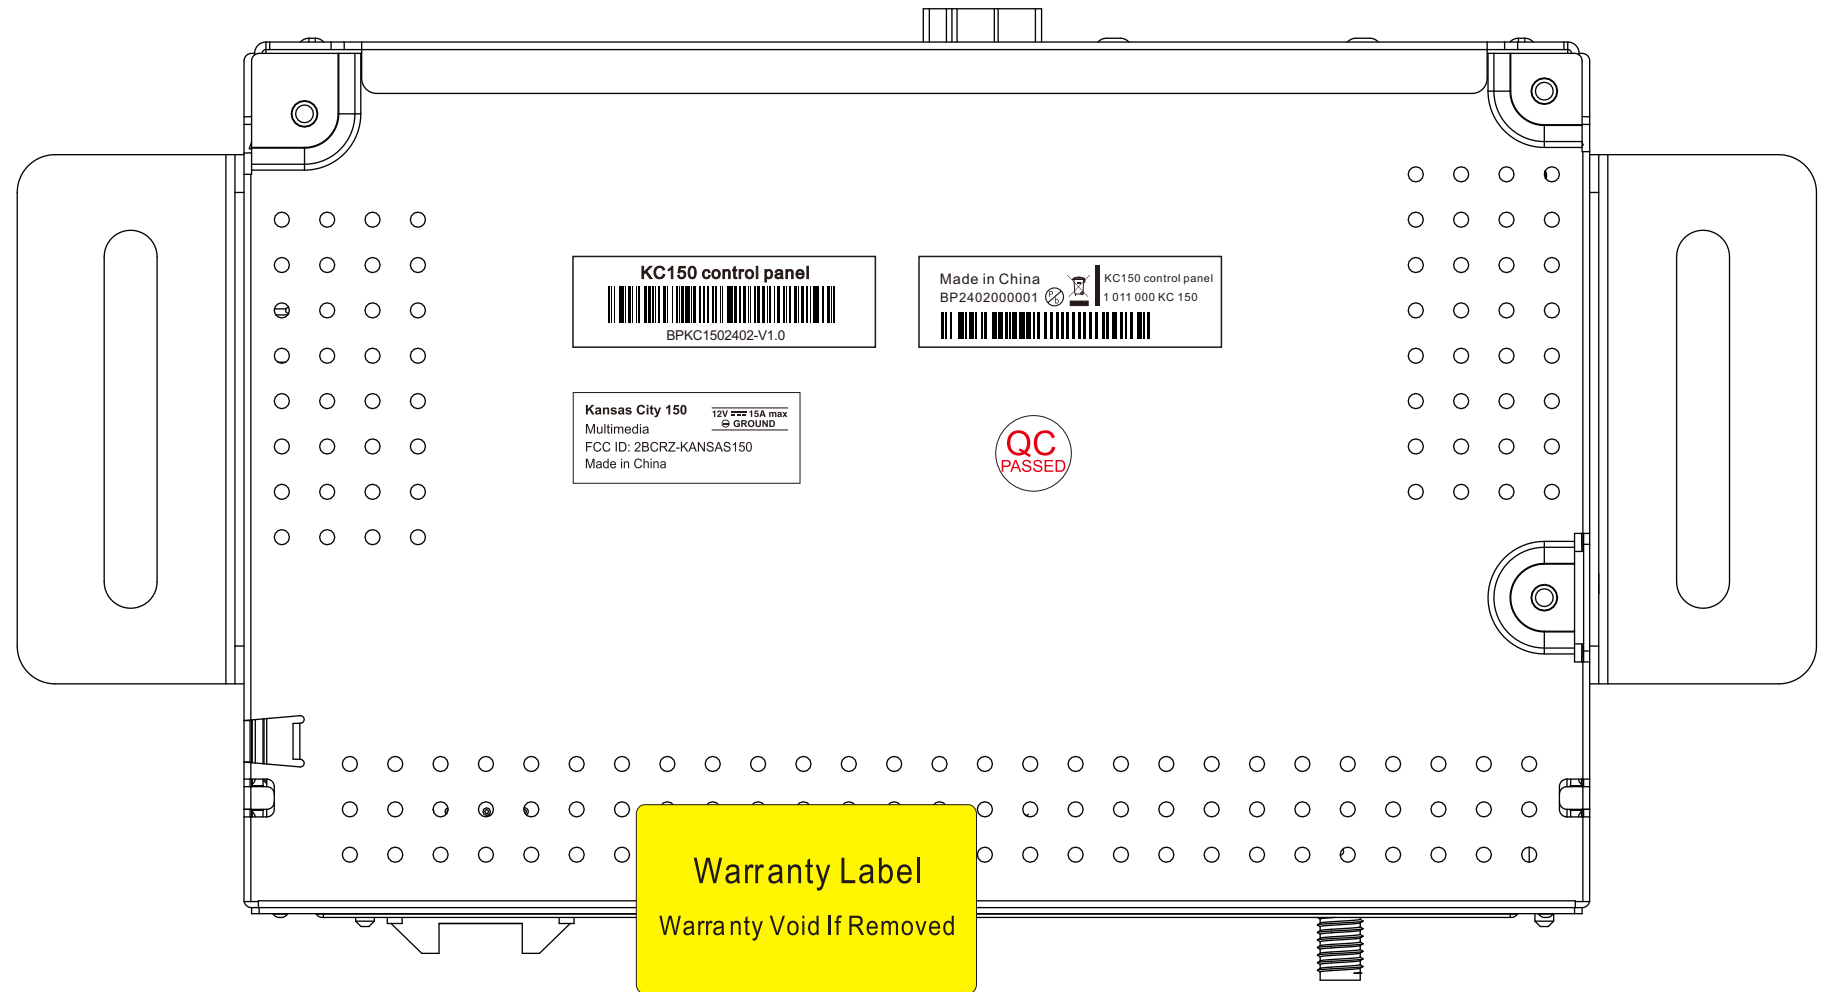 KC150 control panel
BPKC1502402-V1.0
Made in China
BP2402000001
Pb
KC150 control panel
1 011 000 KC 150
Kansas City 150
12V 15A max
GROUND
Multimedia
FCC ID: 2BCRZ-KANSAS150
Made in China
QC
PASSED
Warranty Label
Warranty Void If Removed